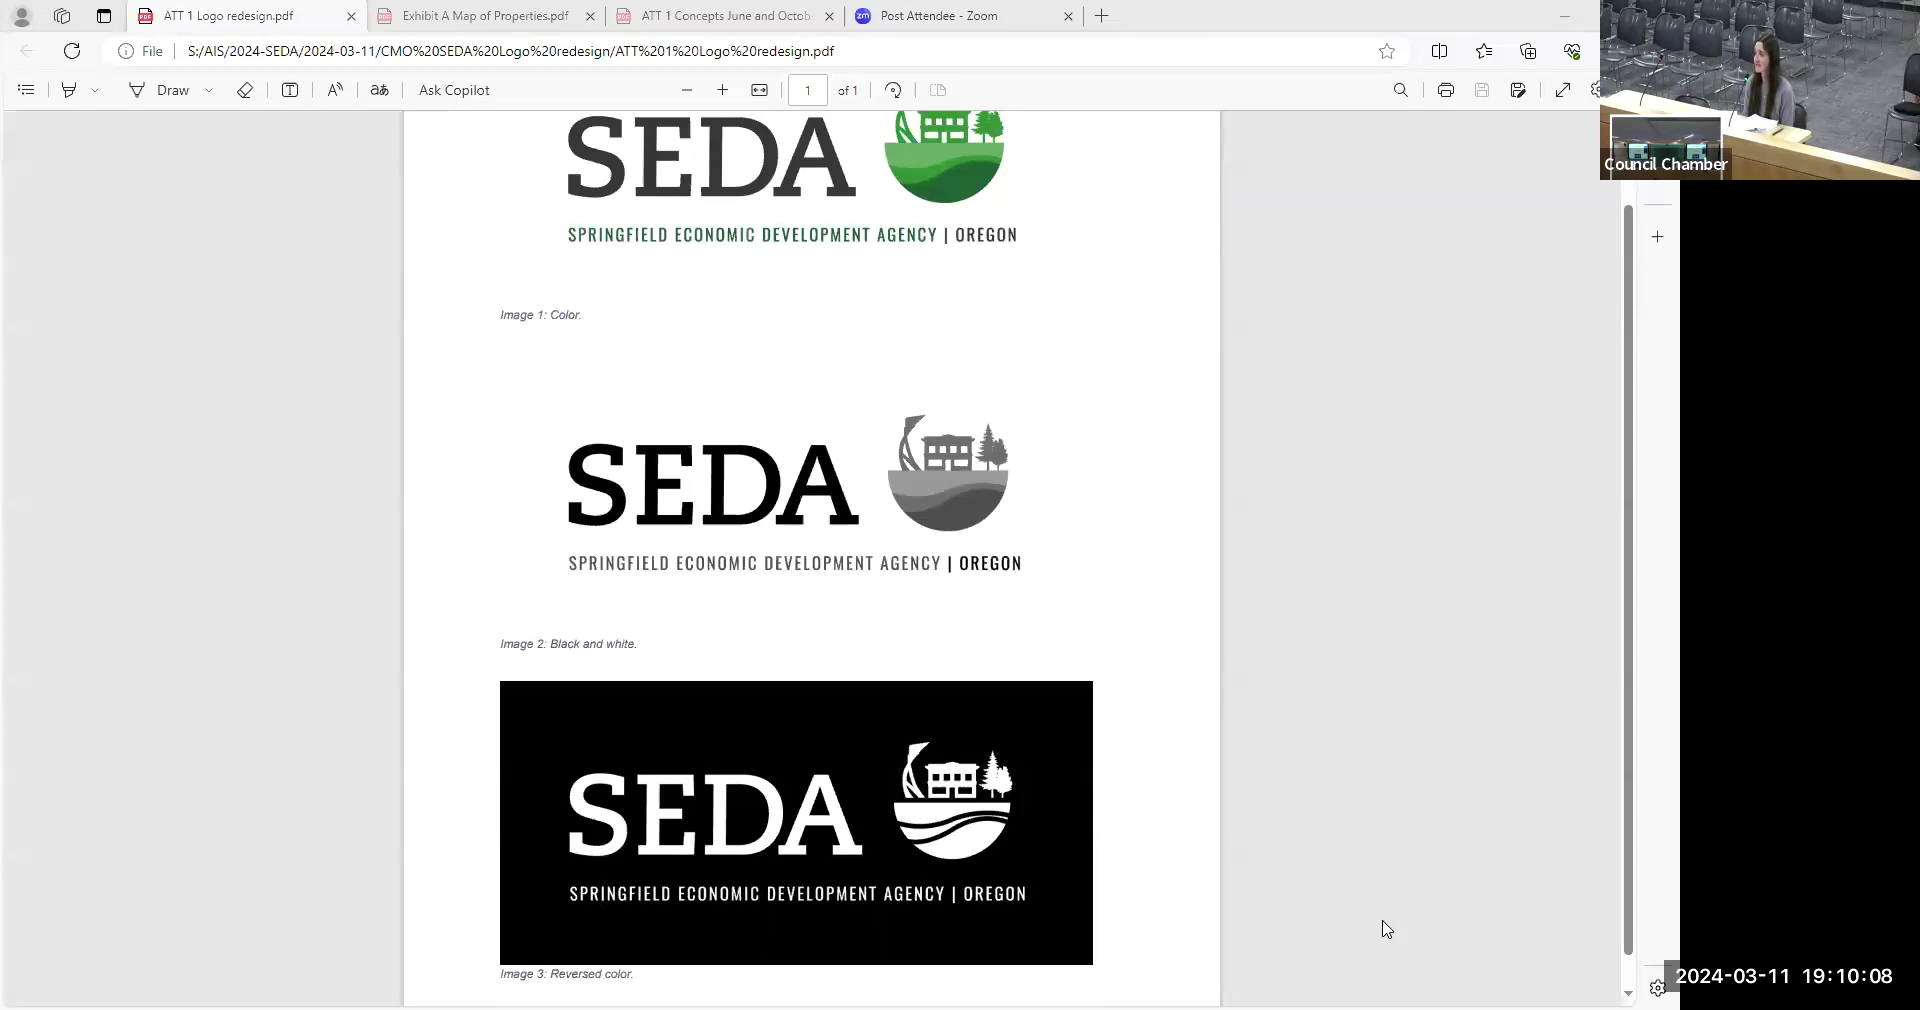 ATT 1 Logo redesign.pdf
Exhibit A Map of Properties.pdf
ATT 1 Concepts June and Octob
zm Post Attendee - Zoom
File S:/AIS/2024-SEDA/2024-03-11/CMO%20SEDA%20Logo%20redesign/ATT%201%20Logo%20redesign.pdf
Draw
Ask Copilot
1 of 1
Council Chamber
SEDA
SPRINGFIELD ECONOMIC DEVELOPMENT AGENCY | OREGON
Image 1: Color.
SEDA
SPRINGFIELD ECONOMIC DEVELOPMENT AGENCY | OREGON
Image 2: Black and white.
SEDA
SPRINGFIELD ECONOMIC DEVELOPMENT AGENCY | OREGON
Image 3: Reversed color.
2024-03-11 19:10:08